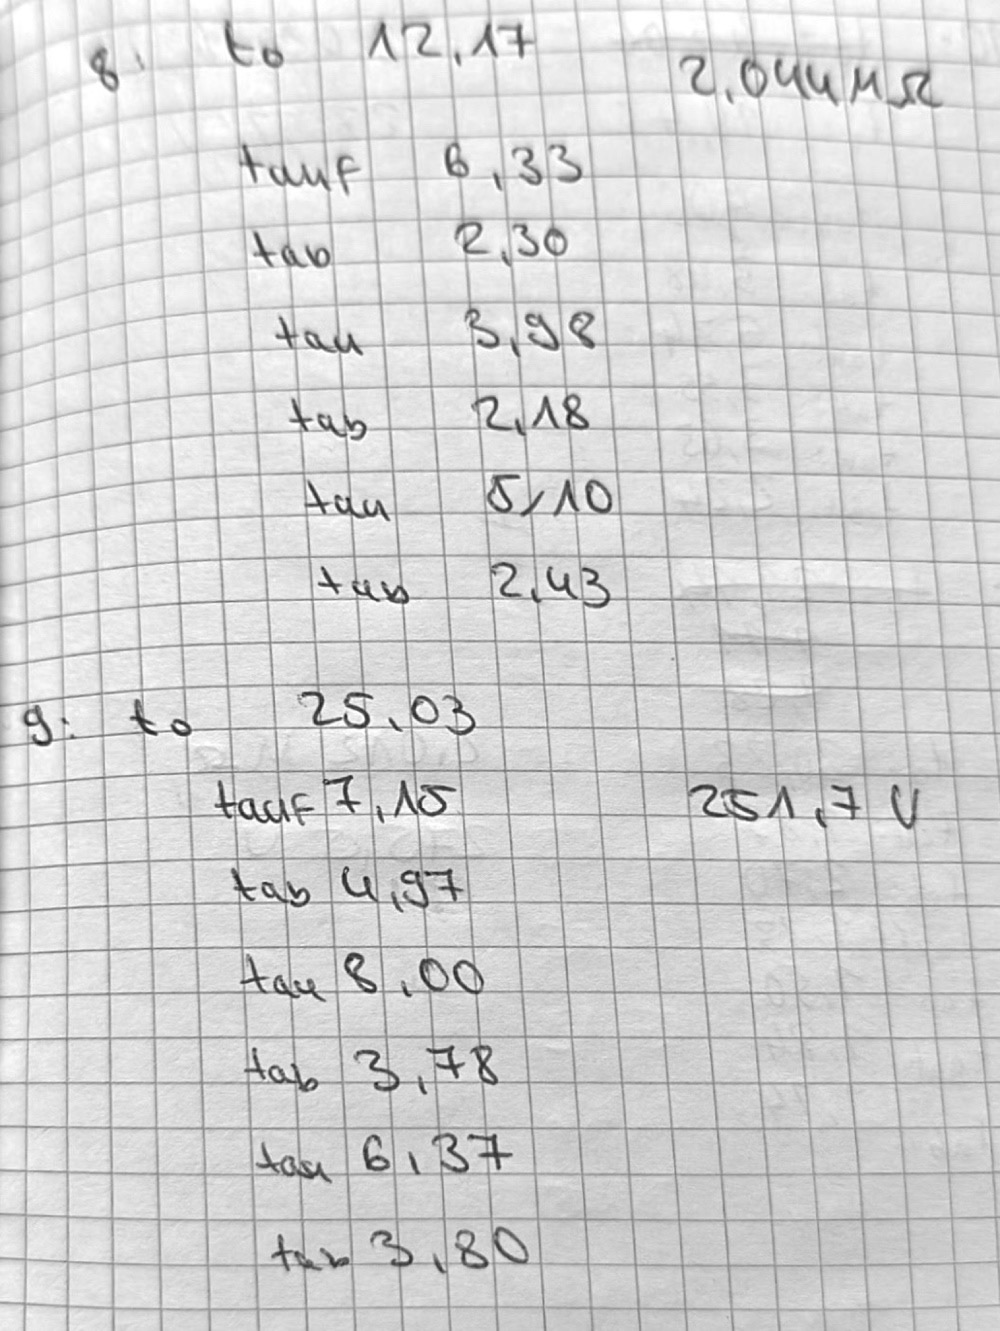 8: to 12,17 2,044 MΩ
tauf 6,33
tab 2,30
tau 3,98
tab 2,18
tau 5,10
tab 2,43
9: to 25,03
tauf 7,15 251,7 V
tab 4,97
tau 8,00
tab 3,78
tau 6,37
tab 3,80